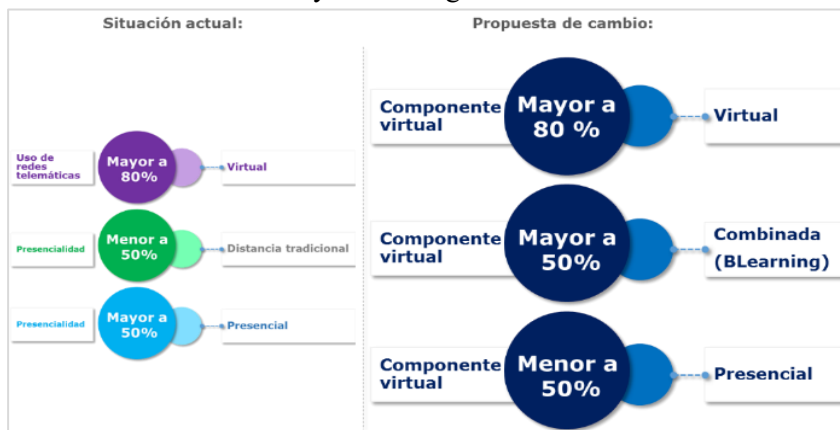 Situación actual:
Uso de
redes
telemáticas
Mayor a
80%
Virtual
Presencialidad
Menor a
50%
Distancia tradicional
Presencialidad
Mayor a
50%
Presencial
Propuesta de cambio:
Componente
virtual
Mayor a
80 %
Virtual
Componente
virtual
Mayor a
50%
Combinada
(BLearning)
Componente
virtual
Menor a
50%
Presencial